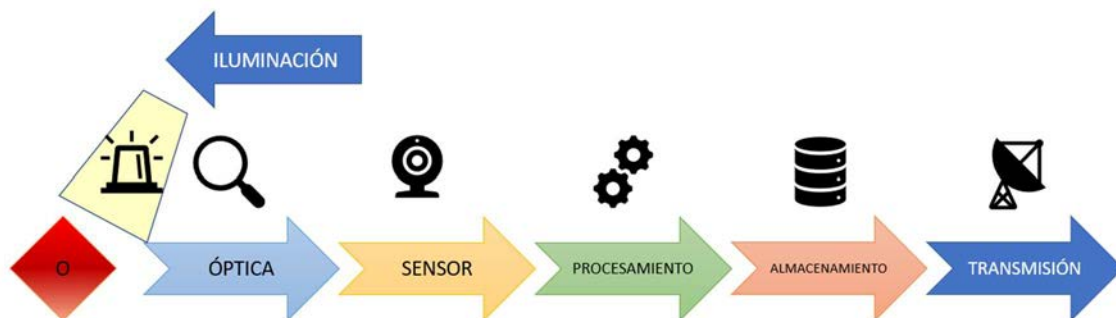 ILUMINACIÓN
O
ÓPTICA
SENSOR
PROCESAMIENTO
ALMACENAMIENTO
TRANSMISIÓN